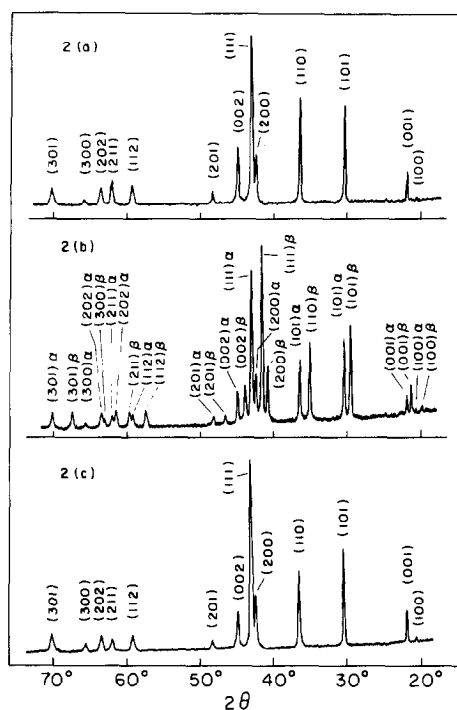 2(a)
(301)
(300)
(202)
(211)
(112)
(201)
(002)
(111)
(200)
(110)
(101)
(001)
(100)
2(b)
(301)α
(301)β
(300)α
(202)α
(300)β
(211)α
(202)α
(211)β
(112)α
(112)β
(201)α
(201)β
(002)α
(002)β
(111)α
(111)β
(200)α
(200)β
(101)α
(110)β
(101)α
(101)β
(001)α
(001)β
(100)α
(100)β
2(c)
(301)
(300)
(202)
(211)
(112)
(201)
(002)
(111)
(200)
(110)
(101)
(001)
(100)
70° 60° 50° 40° 30° 20°
2θ